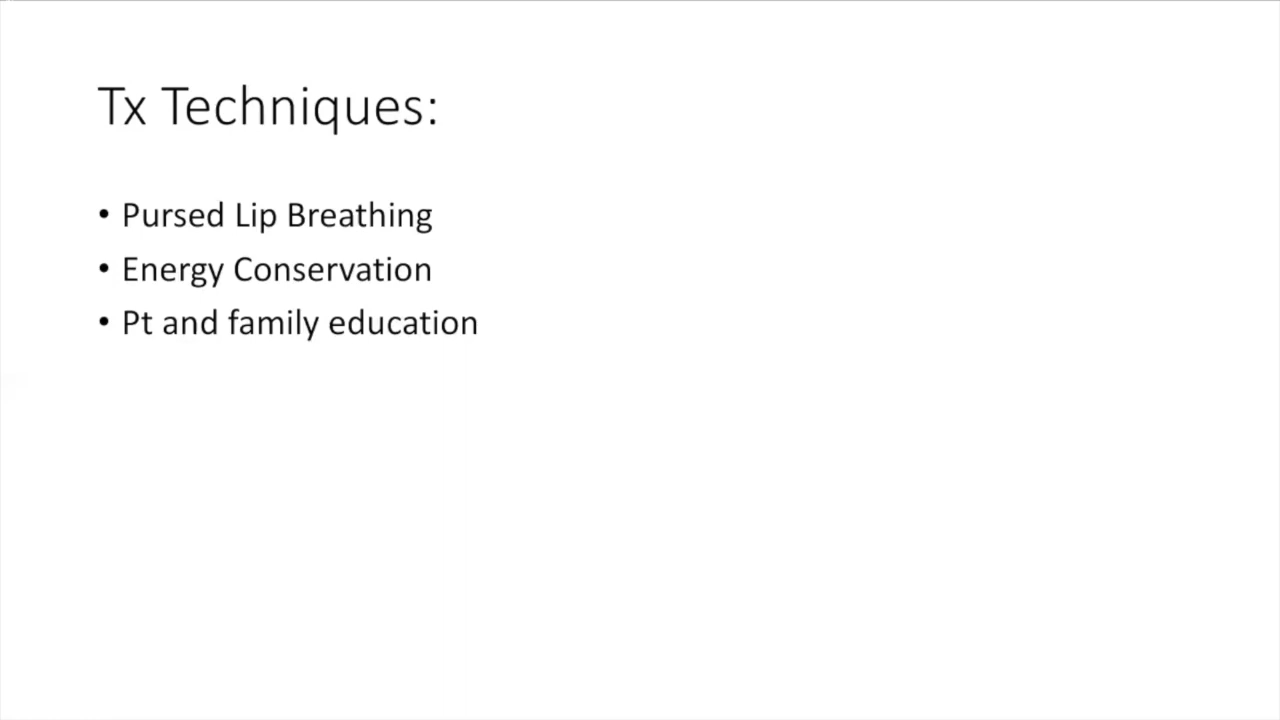 Tx Techniques:
• Pursed Lip Breathing
• Energy Conservation
• Pt and family education